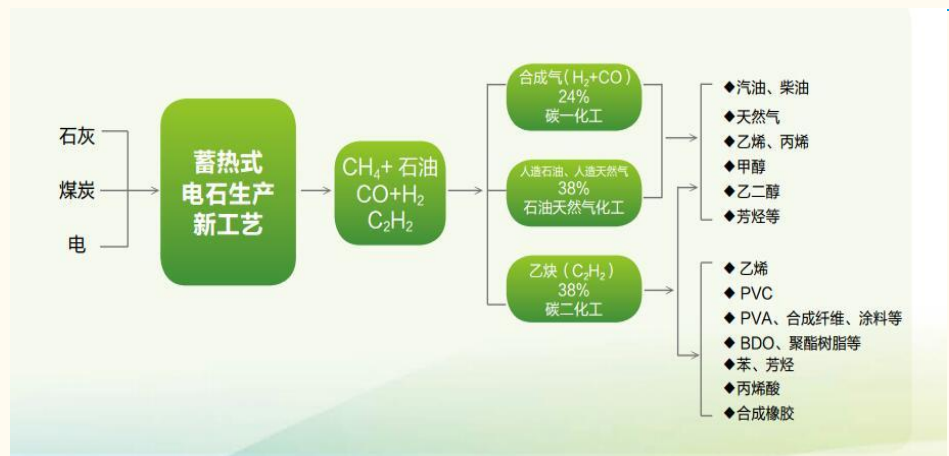 石灰
煤炭
电
蓄热式
电石生产
新工艺
CH₄+ 石油
CO+H₂
C₂H₂
合成气(H₂+CO)
24%
碳一化工
人造石油、人造天然气
38%
石油天然气化工
乙炔(C₂H₂)
38%
碳二化工
◆汽油、柴油
◆天然气
◆乙烯、丙烯
◆甲醇
◆乙二醇
◆芳烃等
◆ 乙烯
◆ PVC
◆ PVA、合成纤维、涂料等
◆ BDO、聚酯树脂等
◆苯、芳烃
◆丙烯酸
◆合成橡胶